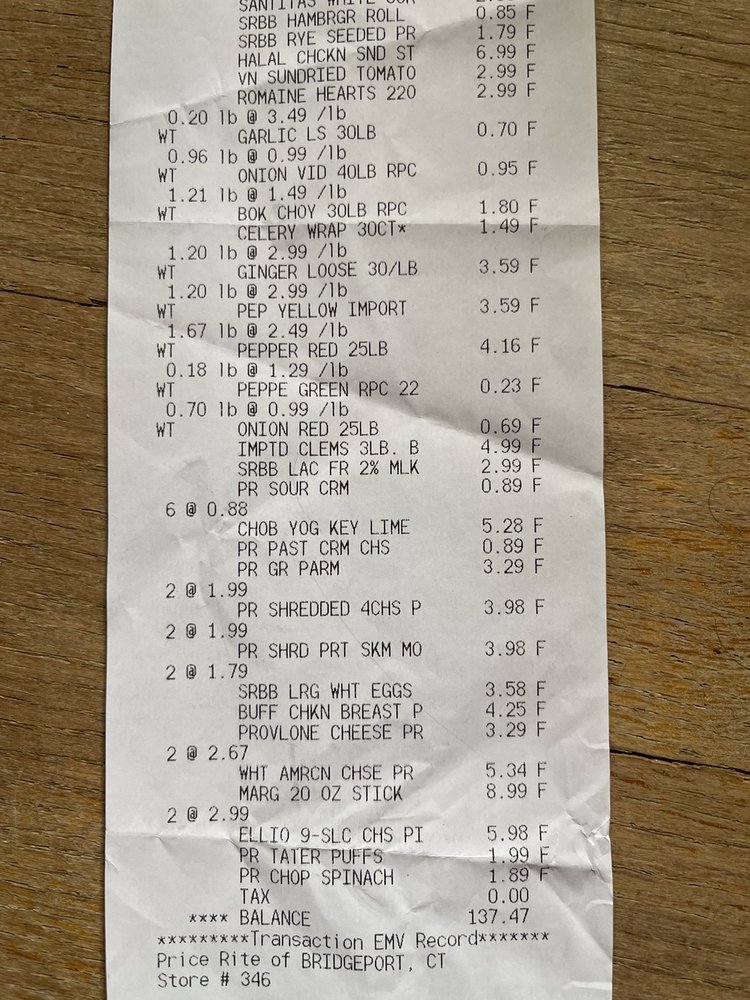 SRBB HAMBRGR ROLL 0.85 F
SRBB RYE SEEDED PR 1.79 F
HALAL CHCKN SND ST 6.99 F
VN SUNDRIED TOMATO 2.99 F
ROMAINE HEARTS 220 2.99 F
0.20 lb @ 3.49 /lb
WT GARLIC LS 30LB 0.70 F
0.96 lb @ 0.99 /lb
WT ONION VID 40LB RPC 0.95 F
1.21 lb @ 1.49 /lb
WT BOK CHOY 30LB RPC 1.80 F
CELERY WRAP 30CT* 1.49 F
1.20 lb @ 2.99 /lb
WT GINGER LOOSE 30/LB 3.59 F
1.20 lb @ 2.99 /lb
WT PEP YELLOW IMPORT 3.59 F
1.67 lb @ 2.49 /lb
WT PEPPER RED 25LB 4.16 F
0.18 lb @ 1.29 /lb
WT PEPPE GREEN RPC 22 0.23 F
0.70 lb @ 0.99 /lb
WT ONION RED 25LB 0.69 F
IMPTD CLEMS 3LB. B 4.99 F
SRBB LAC FR 2% MLK 2.99 F
PR SOUR CRM 0.89 F
6 @ 0.88
CHOB YOG KEY LIME 5.28 F
PR PAST CRM CHS 0.89 F
PR GR PARM 3.29 F
2 @ 1.99
PR SHREDDED 4CHS P 3.98 F
2 @ 1.99
PR SHRD PRT SKM MO 3.98 F
2 @ 1.79
SRBB LRG WHT EGGS 3.58 F
BUFF CHKN BREAST P 4.25 F
PROVLONE CHEESE PR 3.29 F
2 @ 2.67
WHT AMRCN CHSE PR 5.34 F
MARG 20 OZ STICK 8.99 F
2 @ 2.99
ELLIO 9-SLC CHS PI 5.98 F
PR TATER PUFFS 1.99 F
PR CHOP SPINACH 1.89 F
TAX 0.00
**** BALANCE 137.47
*********Transaction EMV Record*******
Price Rite of BRIDGEPORT, CT
Store # 346